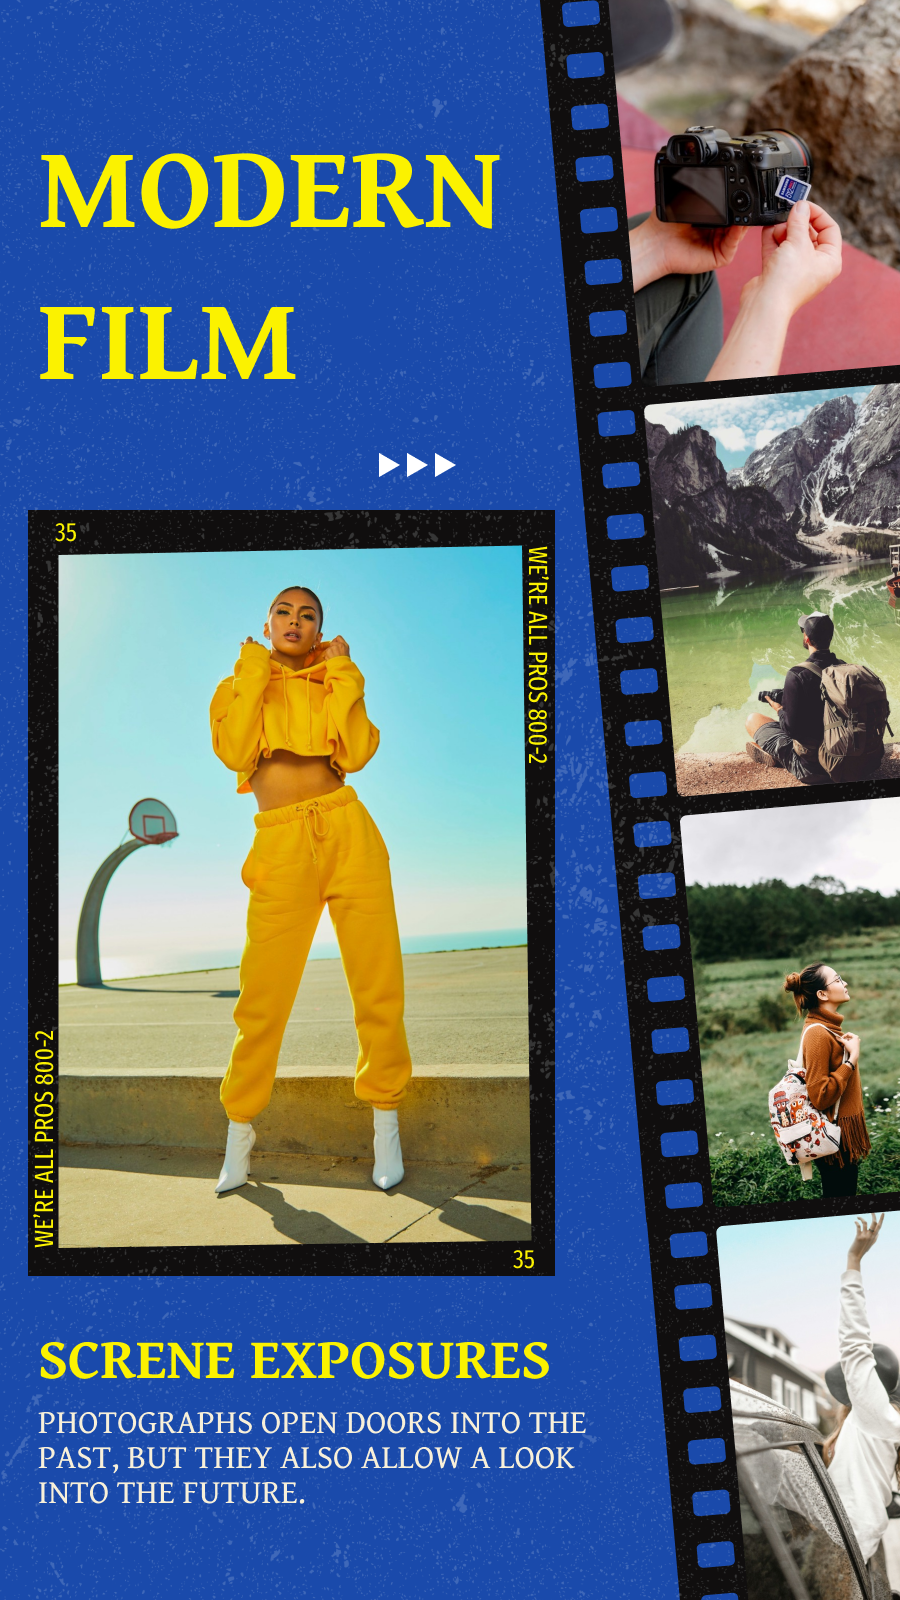 MODERN
FILM
35
WE'RE ALL PROS 800-2
WE'RE ALL PROS 800-2
35
SCRENE EXPOSURES
PHOTOGRAPHS OPEN DOORS INTO THE
PAST, BUT THEY ALSO ALLOW A LOOK
INTO THE FUTURE.